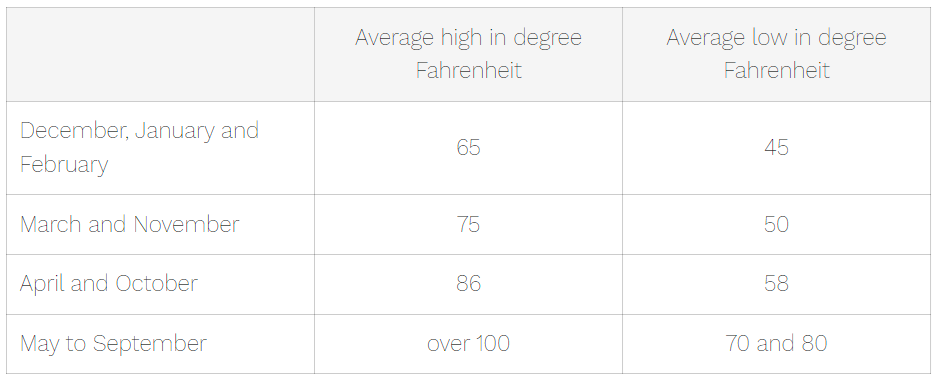 Average high in degree
Fahrenheit
Average low in degree
Fahrenheit
December, January and
February
65
45
March and November
75
50
April and October
86
58
May to September
over 100
70 and 80